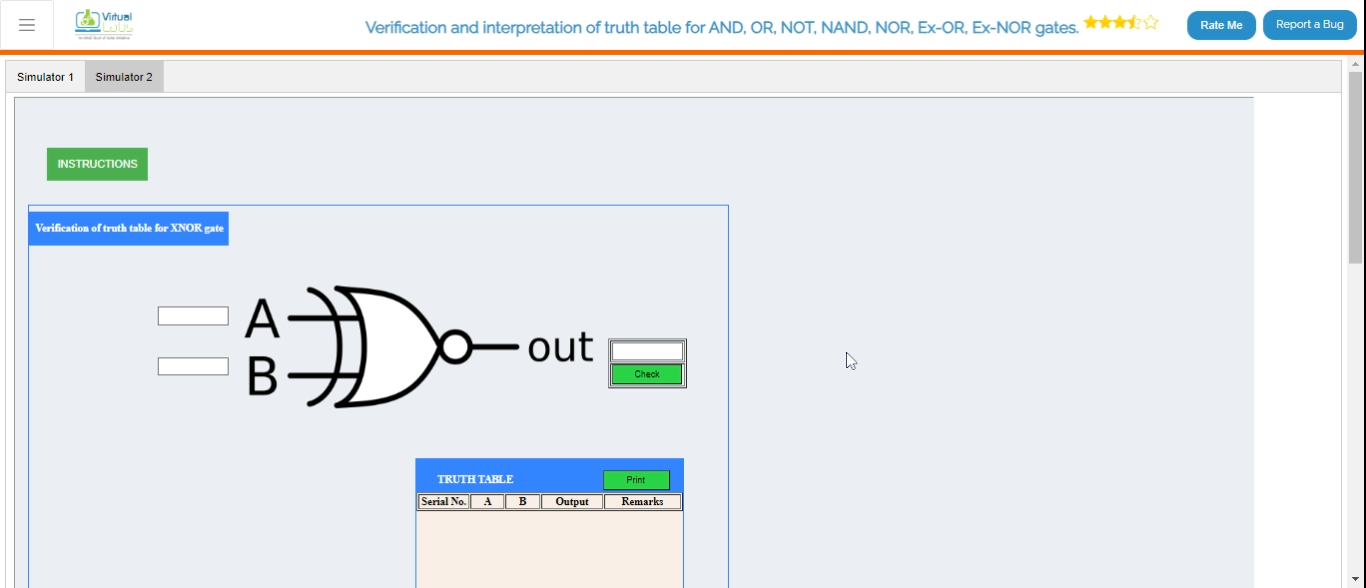 Virtual
Verification and interpretation of truth table for AND, OR, NOT, NAND, NOR, Ex-OR, Ex-NOR gates.
Rate Me
Report a Bug
Simulator 1
Simulator 2
INSTRUCTIONS
Verification of truth table for XNOR gate
A
B
out
Check
TRUTH TABLE
Print
Serial No. A B Output Remarks